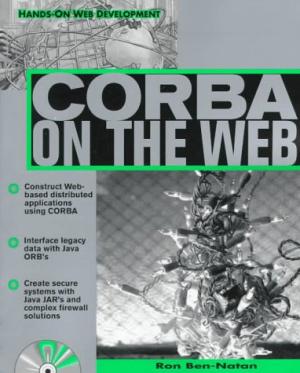 HANDS-ON WEB DEVELOPMENT
CORBA
ON THE WEB
Construct Web-
based distributed
applications
using CORBA
Interface legacy
data with Java
ORB's
Create secure
systems with
Java JAR's and
complex firewall
solutions
Ron Ben-Natan